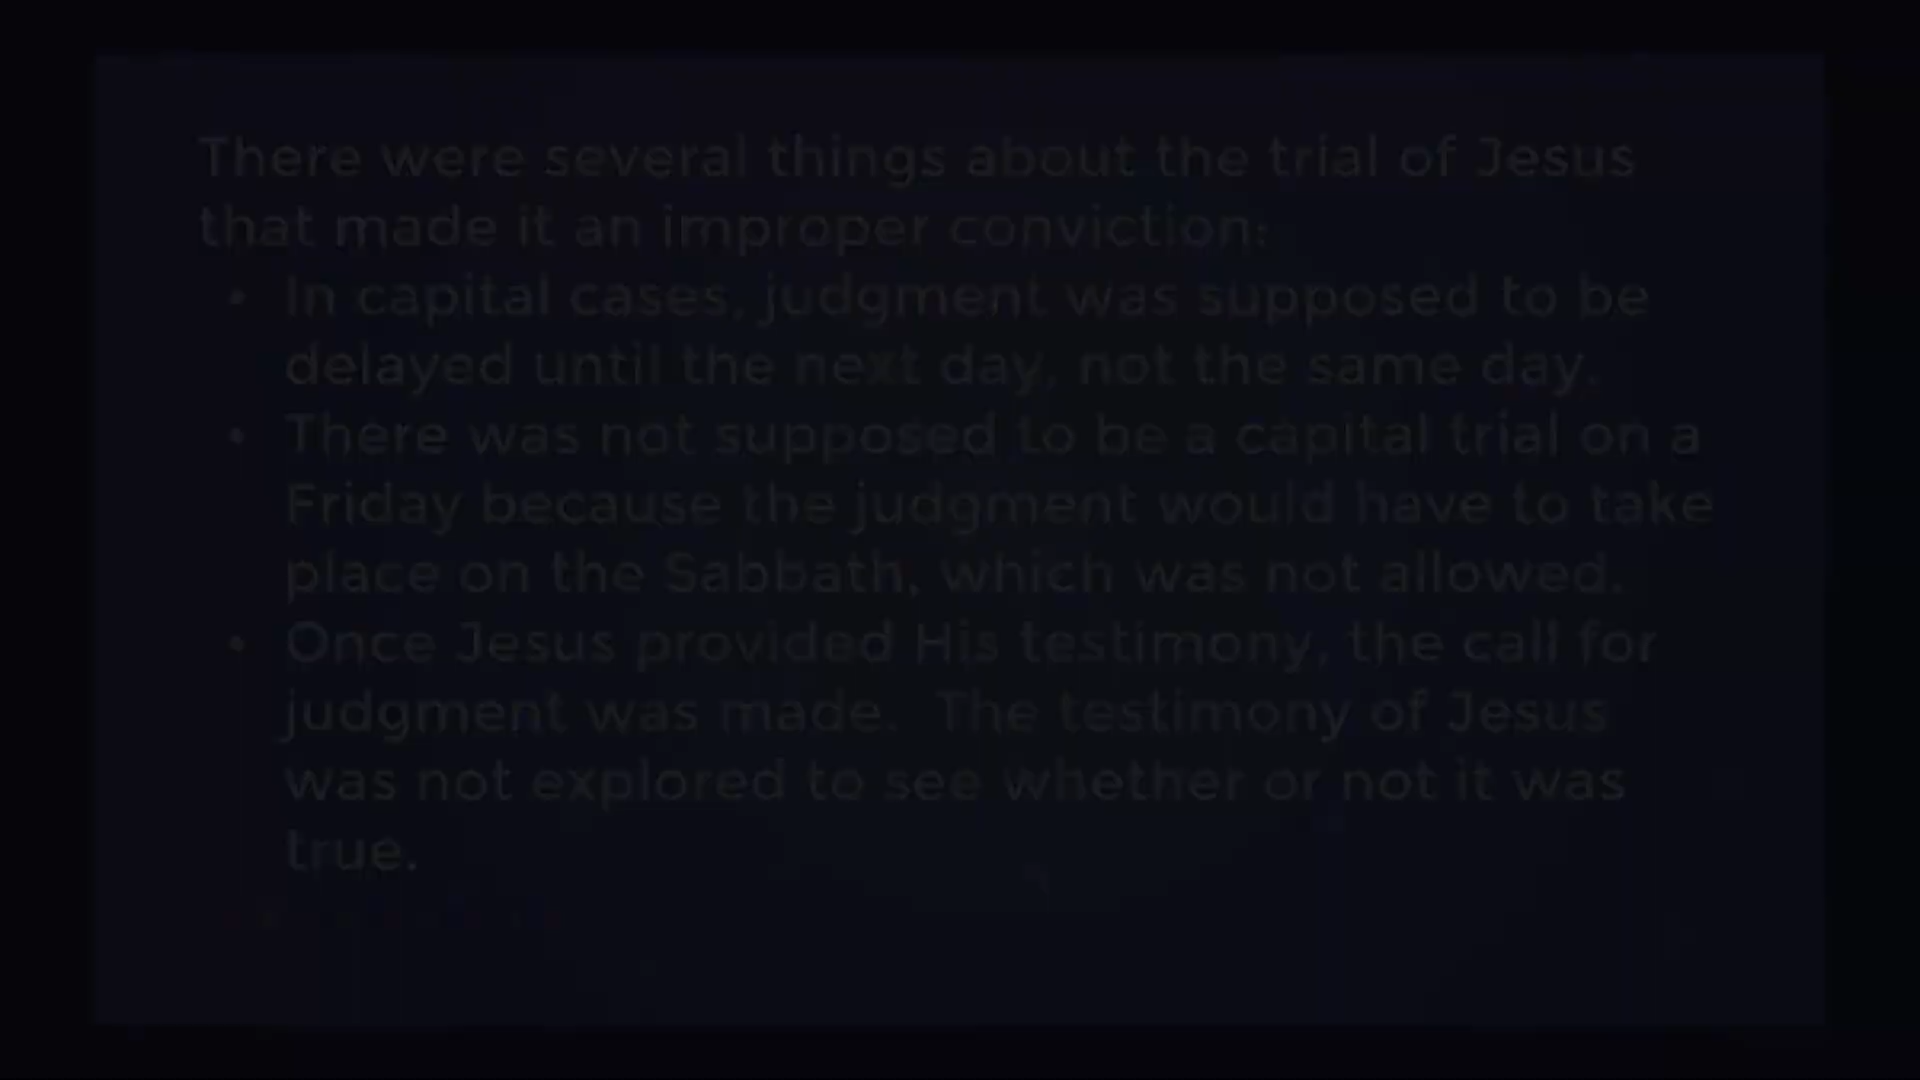 There were several things about the trial of Jesus
that made it an improper conviction:
• In capital cases, judgment was supposed to be
delayed until the next day, not the same day.
• There was not supposed to be a capital trial on a
Friday because the judgment would have to take
place on the Sabbath, which was not allowed.
• Once Jesus provided His testimony, the call for
judgment was made.  The testimony of Jesus
was not explored to see whether or not it was
true.